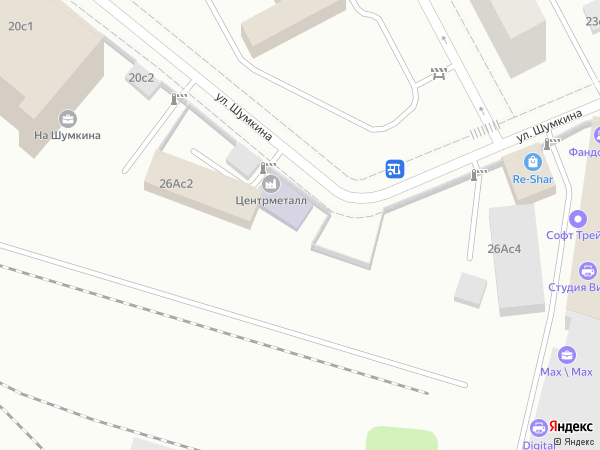 20с1
23с
20с2
ул. Шумкина
ул. Шумкина
На Шумкина
Фандо
Re-Shar
26Ас2
Центрметалл
Софт Трей
26Ас4
Студия Ви
Max \ Max
Яндекс
© Яндекс
Digital